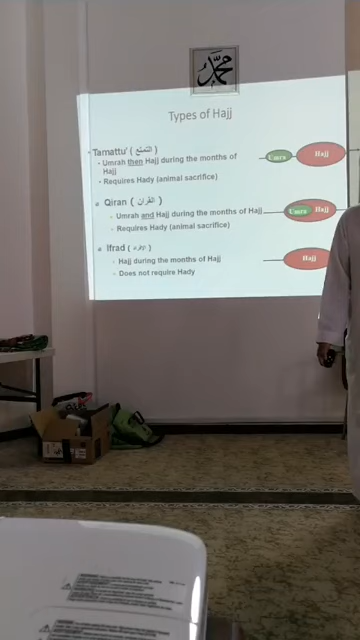 محمد
Types of Hajj
Tamattu' ( التمتع )
- Umrah then Hajj during the months of
Hajj
- Requires Hady (animal sacrifice)
Umra
Hajj
Qiran ( القران )
- Umrah and Hajj during the months of Hajj
- Requires Hady (animal sacrifice)
Umra
Hajj
Ifrad ( الإفراد )
- Hajj during the months of Hajj
- Does not require Hady
Hajj